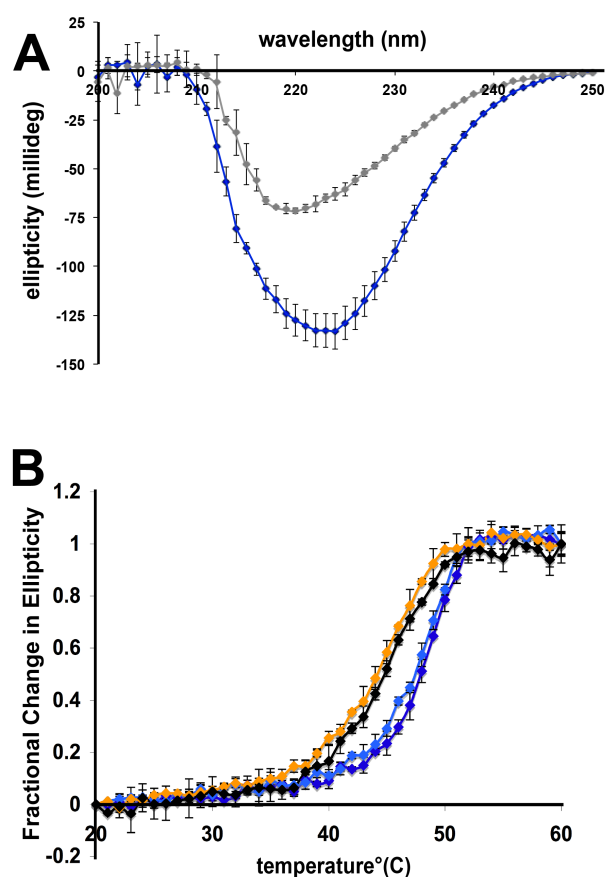 A
wavelength (nm)
ellipticity (millideg)
25
0
-25
-50
-75
-100
-125
-150
200 210 220 230 240 250
B
Fractional Change in Ellipticity
1.2
1
0.8
0.6
0.4
0.2
0
-0.2
20 30 40 50 60
temperature°(C)